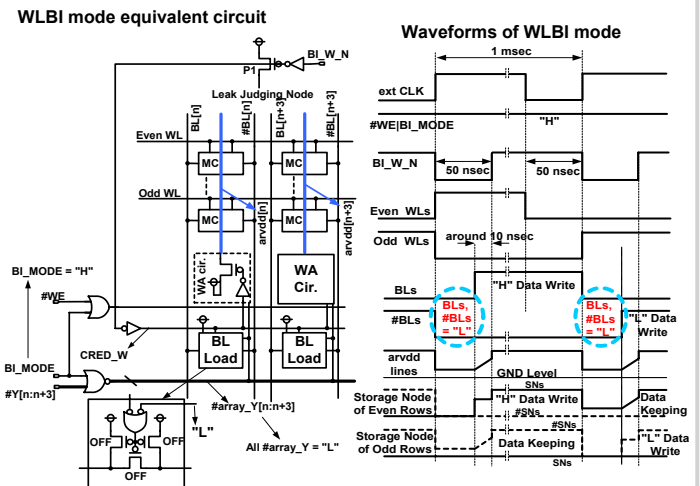 WLBI mode equivalent circuit
BI_W_N
P1
Leak Judging Node
BL[n]
#BL[n]
BL[n+3]
#BL[n+3]
Even WL
MC
MC
Odd WL
MC
MC
arvdd[n]
arvdd[n+3]
WA cir.
WA
Cir.
BI_MODE = "H"
#WE
CRED_W
BL
Load
BL
Load
BI_MODE
#Y[n:n+3]
#array_Y[n:n+3]
"L"
All #array_Y = "L"
OFF
OFF
OFF
Waveforms of WLBI mode
1 msec
ext CLK
#WE|BI_MODE
"H"
BI_W_N
50 nsec
50 nsec
Even WLs
Odd WLs
around 10 nsec
BLs
"H" Data Write
#BLs
BLs,
#BLs
= "L"
BLs,
#BLs
= "L"
"L" Data
Write
arvdd
lines
GND Level
SNs
Storage Node
of Even Rows
"H" Data Write
#SNs
Data
Keeping
#SNs
Storage Node
of Odd Rows
Data Keeping
SNs
"L" Data
Write